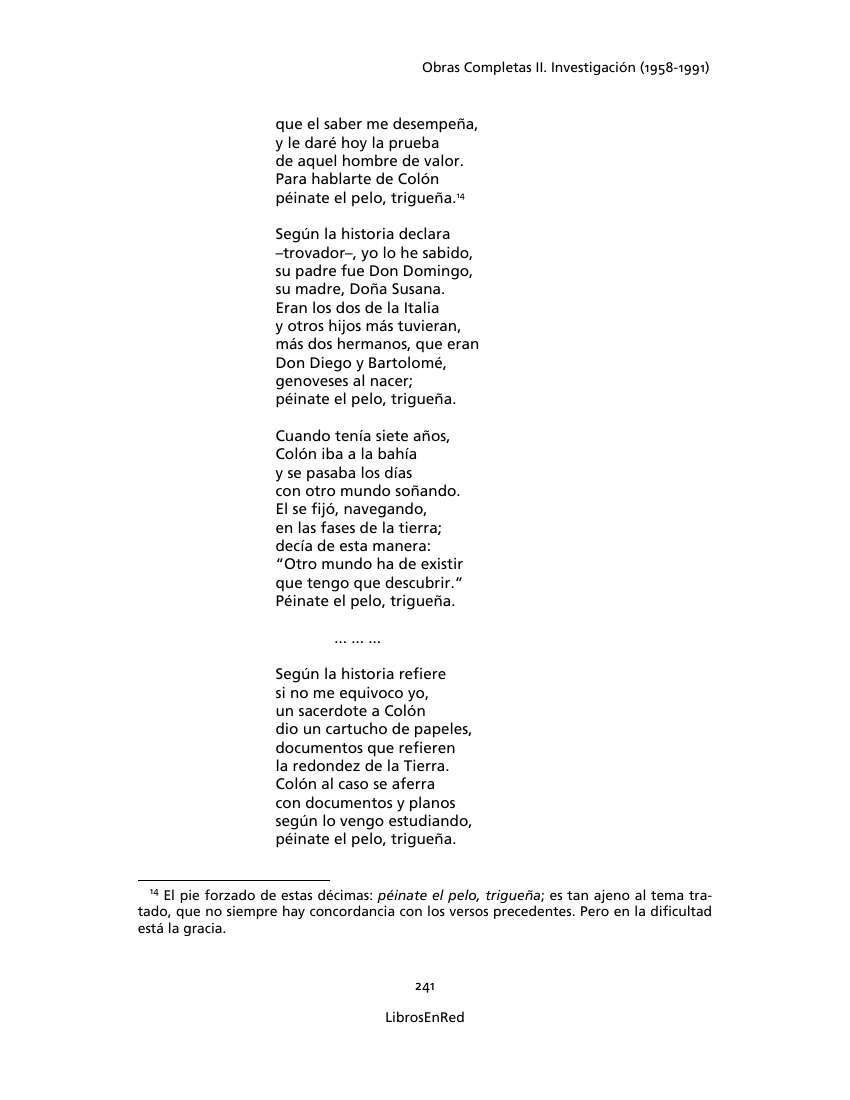 Obras Completas II. Investigación (1958-1991)
que el saber me desempeña,
y le daré hoy la prueba
de aquel hombre de valor.
Para hablarte de Colón
péinate el pelo, trigueña.14
Según la historia declara
–trovador–, yo lo he sabido,
su padre fue Don Domingo,
su madre, Doña Susana.
Eran los dos de la Italia
y otros hijos más tuvieran,
más dos hermanos, que eran
Don Diego y Bartolomé,
genoveses al nacer;
péinate el pelo, trigueña.
Cuando tenía siete años,
Colón iba a la bahía
y se pasaba los días
con otro mundo soñando.
El se fijó, navegando,
en las fases de la tierra;
decía de esta manera:
“Otro mundo ha de existir
que tengo que descubrir.“
Péinate el pelo, trigueña.
... ... ...
Según la historia refiere
si no me equivoco yo,
un sacerdote a Colón
dio un cartucho de papeles,
documentos que refieren
la redondez de la Tierra.
Colón al caso se aferra
con documentos y planos
según lo vengo estudiando,
péinate el pelo, trigueña.
14 El pie forzado de estas décimas: péinate el pelo, trigueña; es tan ajeno al tema tra-
tado, que no siempre hay concordancia con los versos precedentes. Pero en la dificultad
está la gracia.
241
LibrosEnRed